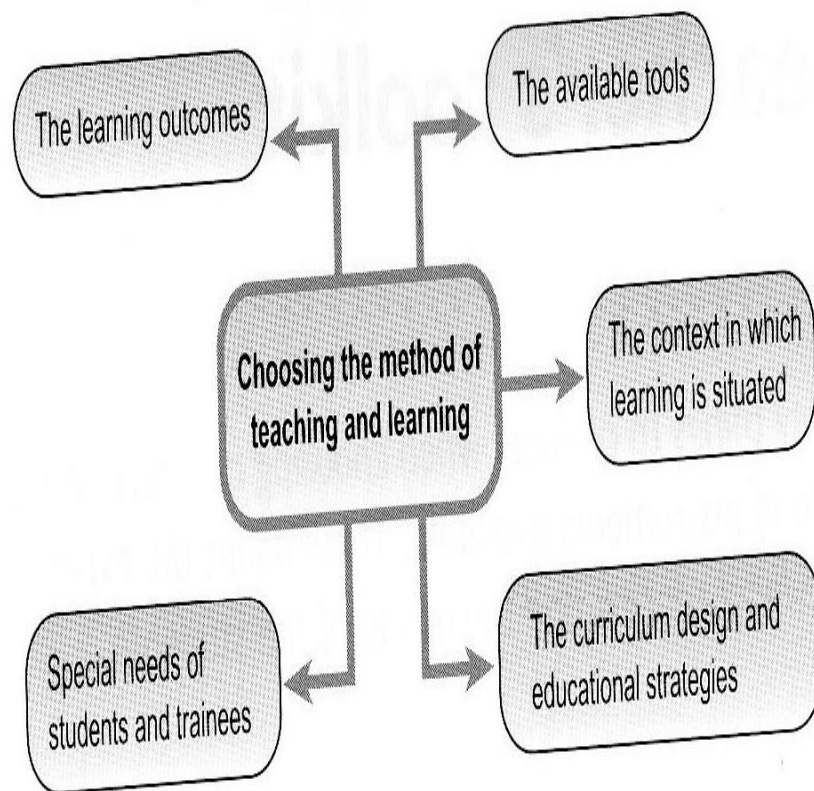 The learning outcomes
The available tools
Choosing the method of
teaching and learning
The context in which
learning is situated
Special needs of
students and trainees
The curriculum design and
educational strategies